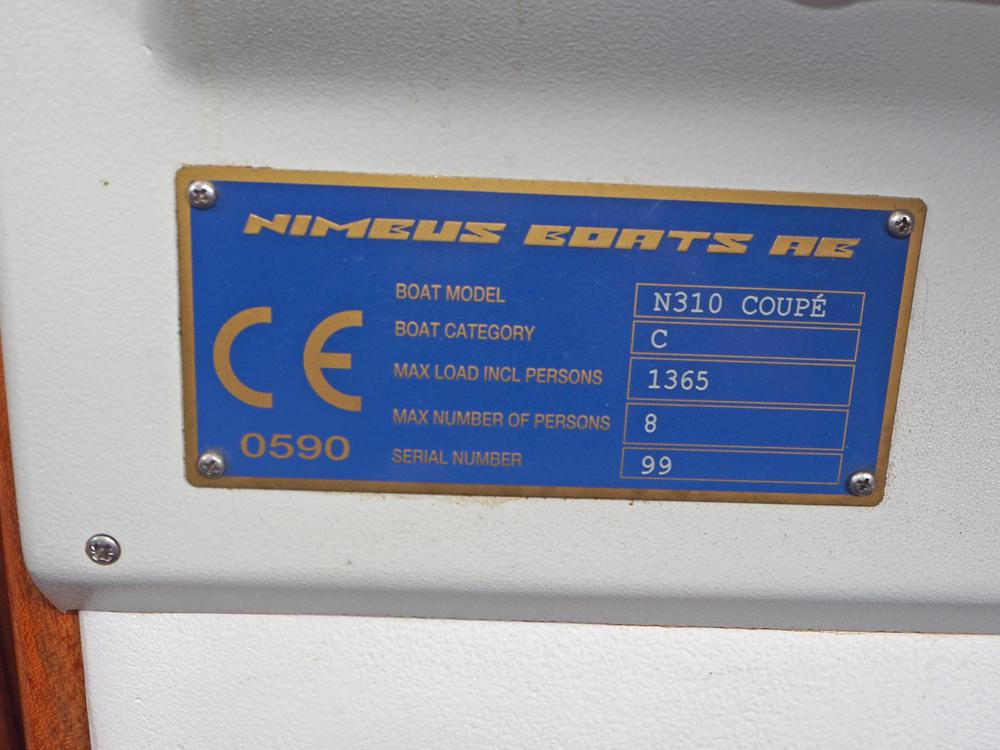 NIMBUS BOATS AB
BOAT MODEL N310 COUPÉ
BOAT CATEGORY C
MAX LOAD INCL PERSONS 1365
MAX NUMBER OF PERSONS 8
SERIAL NUMBER 99
CE
0590